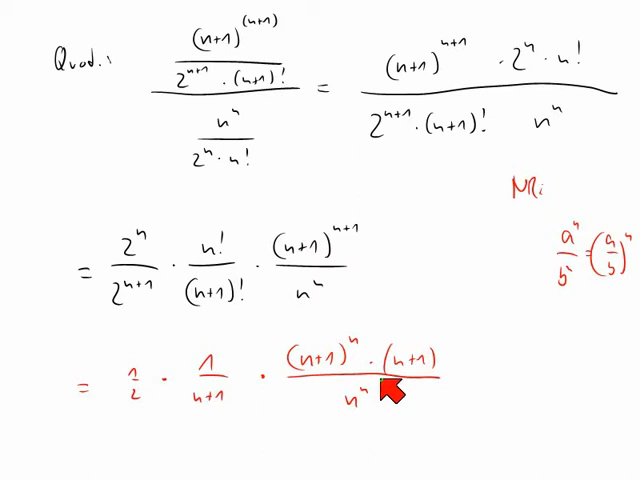 Quot.: ((n+1)^(n+1) / (2^(n+1) · (n+1)!)) / (n^n / (2^n · n!)) = ((n+1)^(n+1) · 2^n · n!) / (2^(n+1) · (n+1)! n^n)
NR:
= 2^n / 2^(n+1) · n! / (n+1)! · (n+1)^(n+1) / n^n
a^n / b^n = (a/b)^n
= 1/2 · 1/(n+1) · ((n+1)^n · (n+1)) / n^n